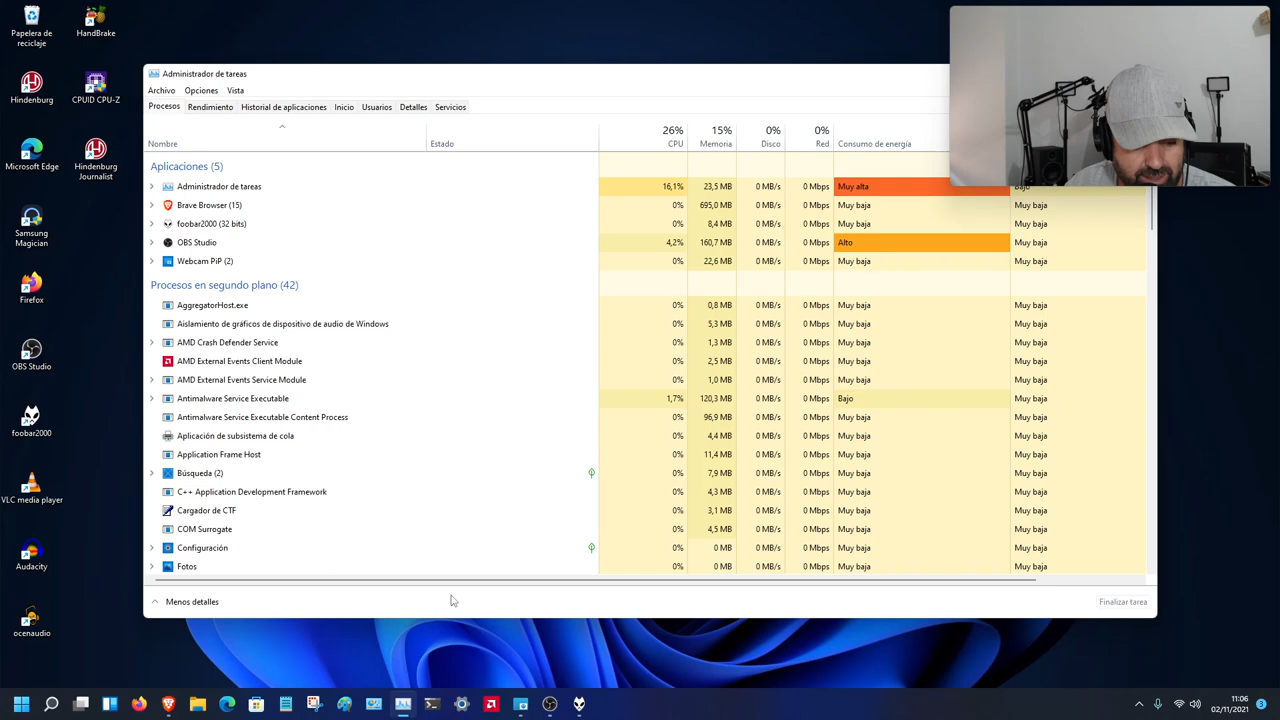 Papelera de
reciclaje
HandBrake
Hindenburg
CPUID CPU-Z
Microsoft Edge
Hindenburg
Journalist
Samsung
Magician
Firefox
OBS Studio
foobar2000
VLC media player
Audacity
ocenaudio
Administrador de tareas
Archivo Opciones Vista
Procesos Rendimiento Historial de aplicaciones Inicio Usuarios Detalles Servicios
26% 15% 0% 0%
Nombre Estado CPU Memoria Disco Red Consumo de energía
Aplicaciones (5)
Administrador de tareas 16,1% 23,5 MB 0 MB/s 0 Mbps Muy alta Bajo
Brave Browser (15) 0% 695,0 MB 0 MB/s 0 Mbps Muy baja Muy baja
foobar2000 (32 bits) 0% 8,4 MB 0 MB/s 0 Mbps Muy baja Muy baja
OBS Studio 4,2% 160,7 MB 0 MB/s 0 Mbps Alto Muy baja
Webcam PiP (2) 0% 22,6 MB 0 MB/s 0 Mbps Muy baja Muy baja
Procesos en segundo plano (42)
AggregatorHost.exe 0% 0,8 MB 0 MB/s 0 Mbps Muy baja Muy baja
Aislamiento de gráficos de dispositivo de audio de Windows 0% 5,3 MB 0 MB/s 0 Mbps Muy baja Muy baja
AMD Crash Defender Service 0% 1,3 MB 0 MB/s 0 Mbps Muy baja Muy baja
AMD External Events Client Module 0% 2,5 MB 0 MB/s 0 Mbps Muy baja Muy baja
AMD External Events Service Module 0% 1,0 MB 0 MB/s 0 Mbps Muy baja Muy baja
Antimalware Service Executable 1,7% 120,3 MB 0 MB/s 0 Mbps Bajo Muy baja
Antimalware Service Executable Content Process 0% 96,9 MB 0 MB/s 0 Mbps Muy baja Muy baja
Aplicación de subsistema de cola 0% 4,4 MB 0 MB/s 0 Mbps Muy baja Muy baja
Application Frame Host 0% 11,4 MB 0 MB/s 0 Mbps Muy baja Muy baja
Búsqueda (2) 0% 7,9 MB 0 MB/s 0 Mbps Muy baja Muy baja
C++ Application Development Framework 0% 4,3 MB 0 MB/s 0 Mbps Muy baja Muy baja
Cargador de CTF 0% 3,1 MB 0 MB/s 0 Mbps Muy baja Muy baja
COM Surrogate 0% 4,5 MB 0 MB/s 0 Mbps Muy baja Muy baja
Configuración 0% 0 MB 0 MB/s 0 Mbps Muy baja Muy baja
Fotos 0% 0 MB 0 MB/s 0 Mbps Muy baja Muy baja
Menos detalles Finalizar tarea
11:06
02/11/2021 3